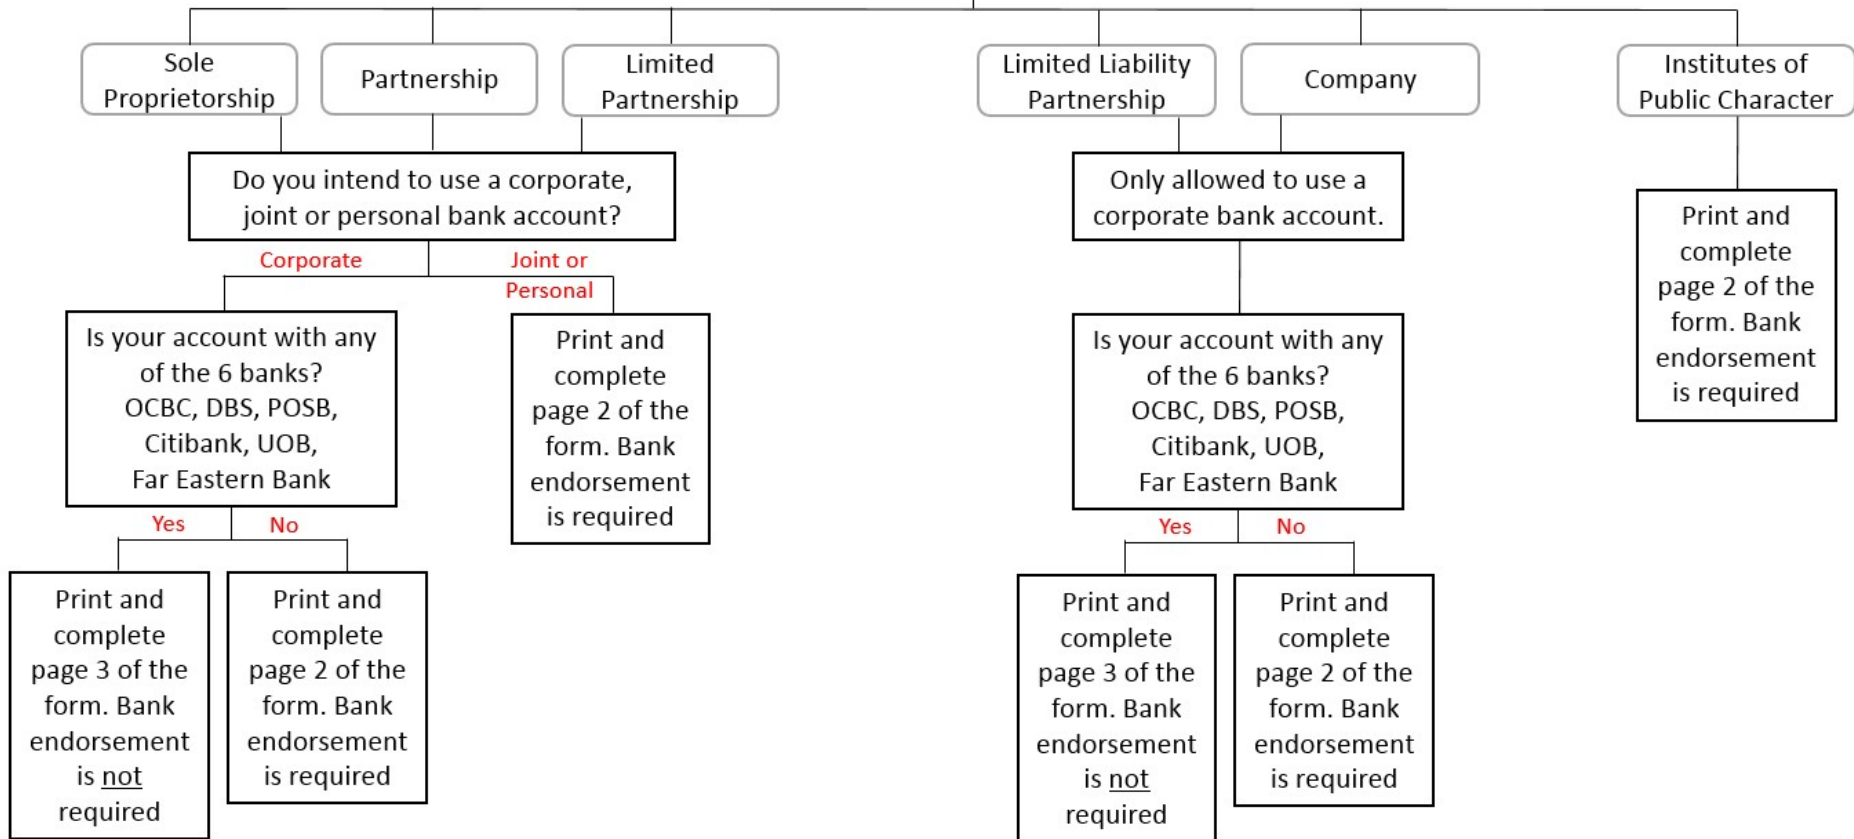 Sole
Proprietorship
Partnership
Limited
Partnership
Limited Liability
Partnership
Company
Institutes of
Public Character
Do you intend to use a corporate,
joint or personal bank account?
Only allowed to use a
corporate bank account.
Print and
complete
page 2 of the
form. Bank
endorsement
is required
Corporate
Joint or
Personal
Is your account with any
of the 6 banks?
OCBC, DBS, POSB,
Citibank, UOB,
Far Eastern Bank
Print and
complete
page 2 of the
form. Bank
endorsement
is required
Is your account with any
of the 6 banks?
OCBC, DBS, POSB,
Citibank, UOB,
Far Eastern Bank
Yes
No
Yes
No
Print and
complete
page 3 of the
form. Bank
endorsement
is not
required
Print and
complete
page 2 of the
form. Bank
endorsement
is required
Print and
complete
page 3 of the
form. Bank
endorsement
is not
required
Print and
complete
page 2 of the
form. Bank
endorsement
is required